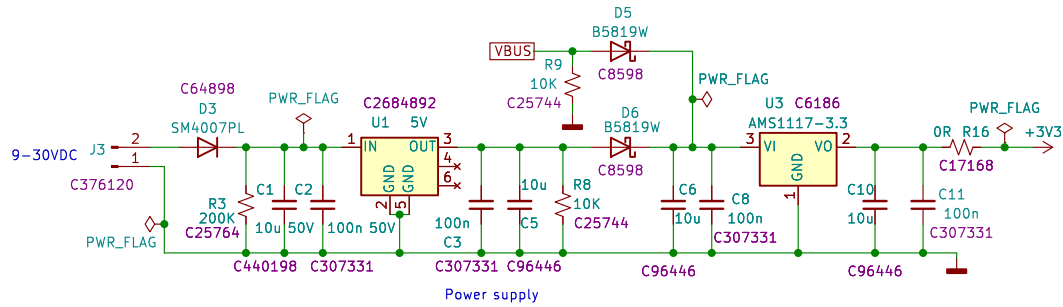 D5
B5819W
VBUS
R9
10K
C25744
C8598
PWR_FLAG
C64898
D3
SM4007PL
PWR_FLAG
C2684892
U1 5V
D6
B5819W
U3 C6186
AMS1117-3.3
PWR_FLAG
0R R16
+3V3
9-30VDC
J3
2
1
C376120
1
IN
OUT
3
4
6
GND
GND
2
5
C8598
3
VI
VO
2
GND
1
C17168
PWR_FLAG
R3
200K
C25764
C1
10u 50V
C440198
C2
100n 50V
C307331
100n
C3
C307331
10u
C5
C96446
R8
10K
C25744
C6
10u
C96446
C8
100n
C307331
C10
10u
C96446
C11
100n
C307331
Power supply